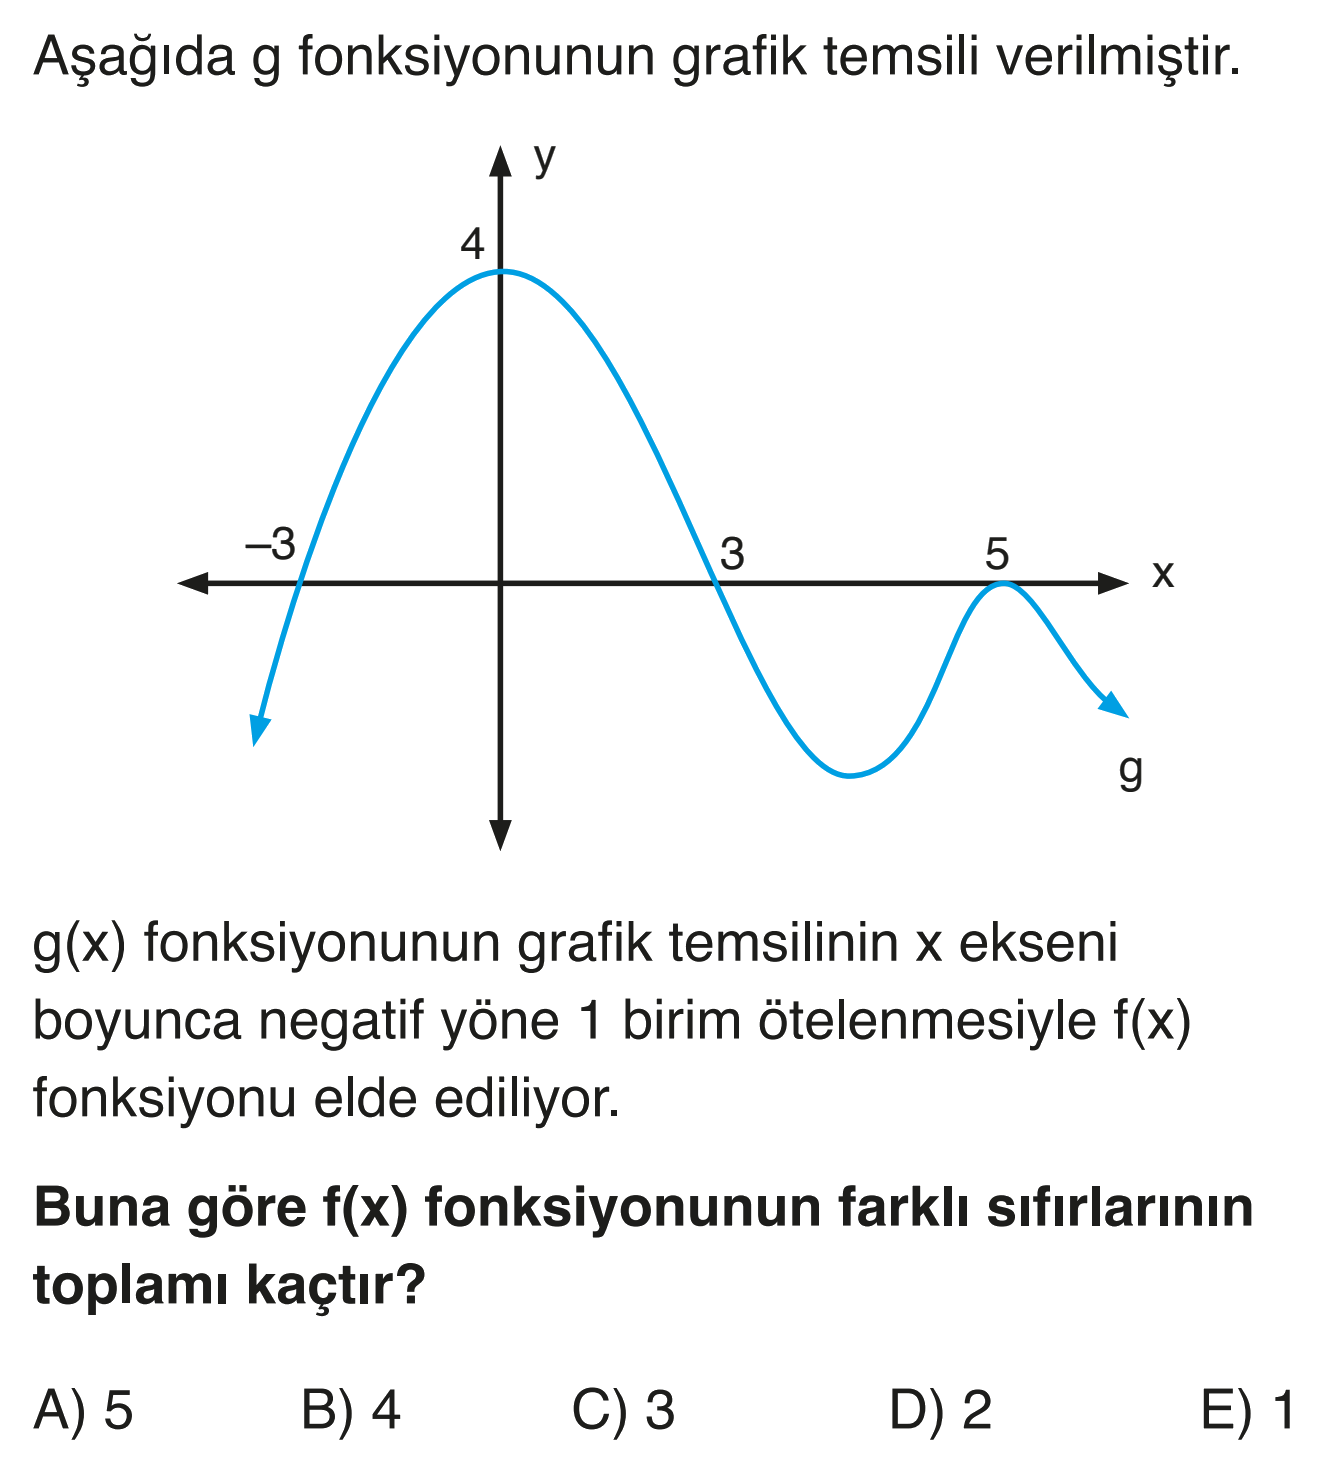 Aşağıda g fonksiyonunun grafik temsili verilmiştir.
y
4
–3
3
5
x
g
g(x) fonksiyonunun grafik temsilinin x ekseni
boyunca negatif yöne 1 birim ötelenmesiyle f(x)
fonksiyonu elde ediliyor.
Buna göre f(x) fonksiyonunun farklı sıfırlarının
toplamı kaçtır?
A) 5 B) 4 C) 3 D) 2 E) 1